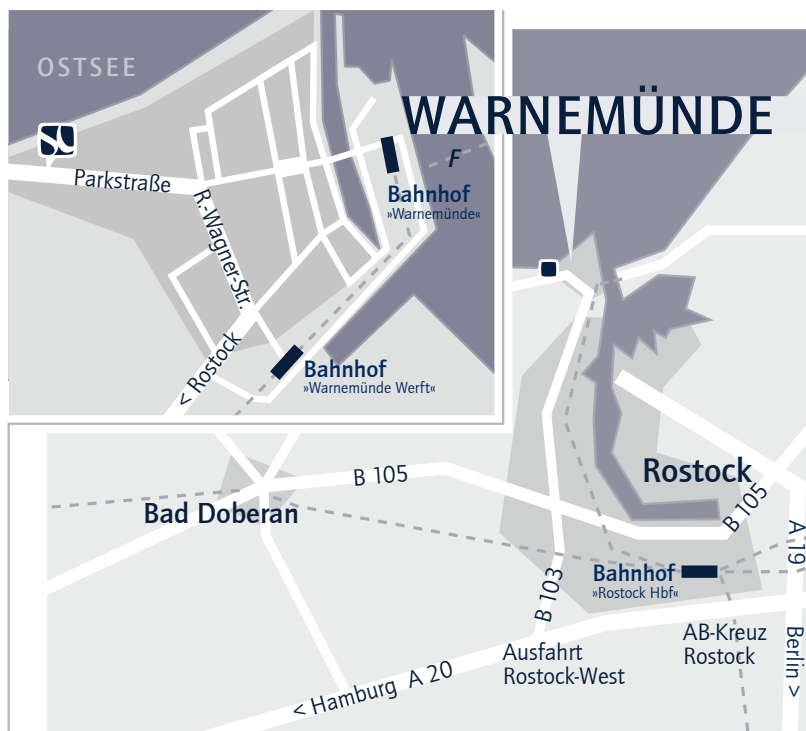 OSTSEE
WARNEMÜNDE
F
Parkstraße
Bahnhof
»Warnemünde«
R.-Wagner-Str.
< Rostock
Bahnhof
»Warnemünde Werft«
Rostock
B 105
B 105
Bad Doberan
A 19
Bahnhof
»Rostock Hbf«
B 103
AB-Kreuz
Rostock
Ausfahrt
Rostock-West
Berlin >
< Hamburg A 20